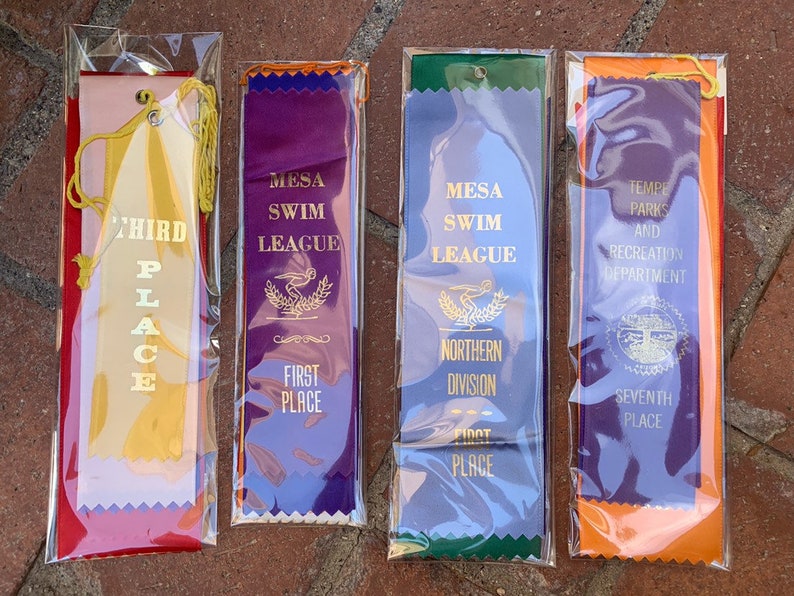 THIRD
PLACE
MESA
SWIM
LEAGUE
FIRST
PLACE
MESA
SWIM
LEAGUE
NORTHERN
DIVISION
FIRST
PLACE
TEMPE
PARKS
AND
RECREATION
DEPARTMENT
SEVENTH
PLACE